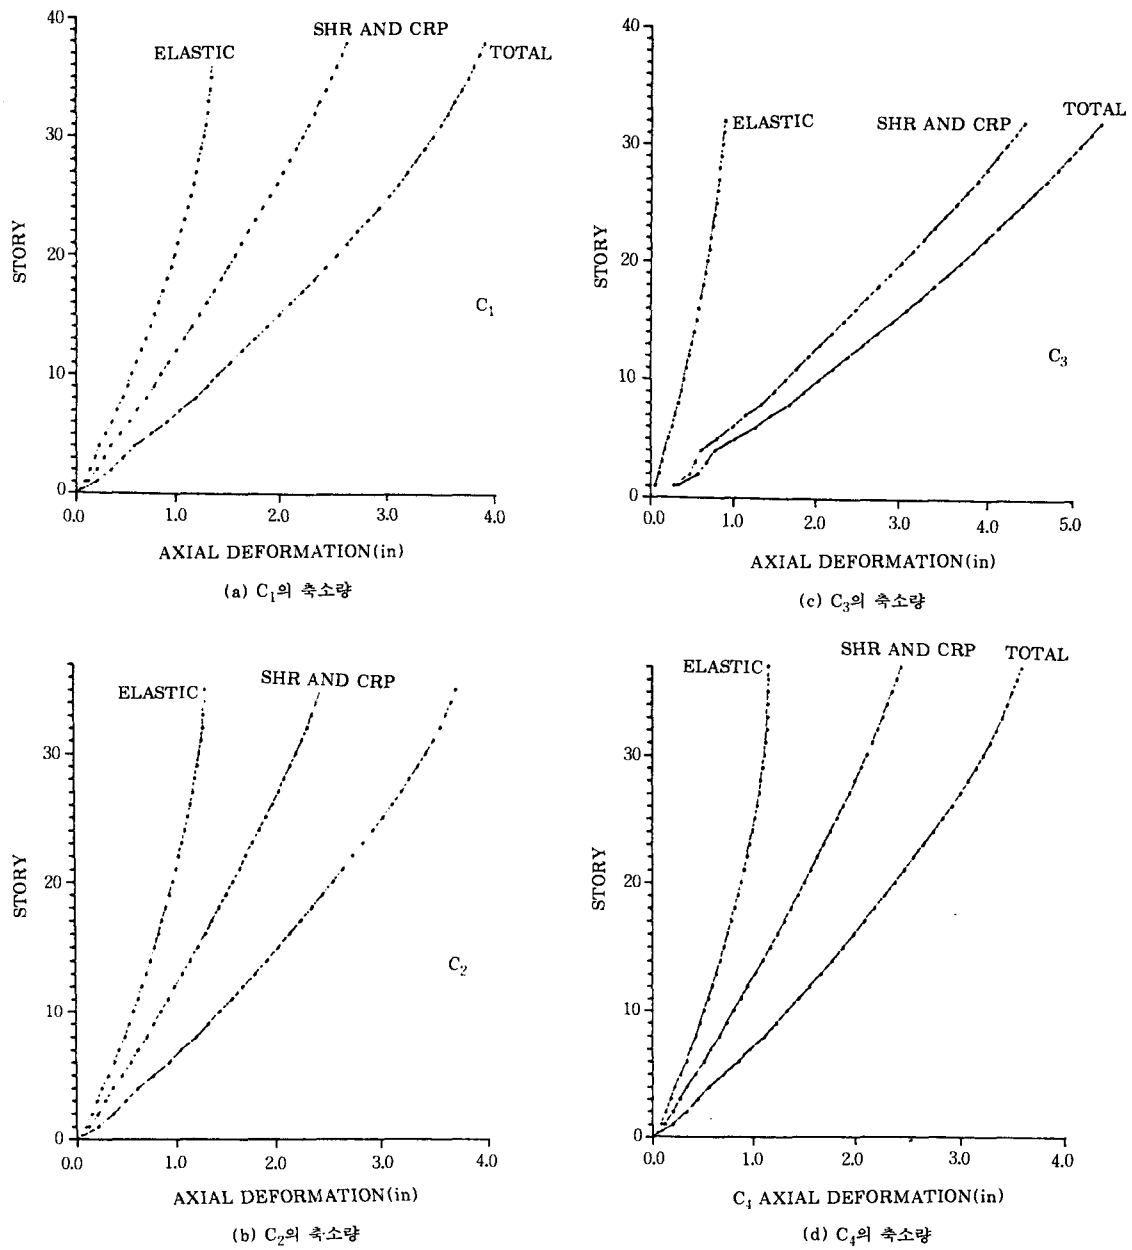 40
30
20
10
0
STORY
ELASTIC
SHR AND CRP
TOTAL
C₁
0.0 1.0 2.0 3.0 4.0
AXIAL DEFORMATION(in)
(a) C₁의 축소량
40
30
20
10
0
STORY
ELASTIC
SHR AND CRP
TOTAL
C₃
0.0 1.0 2.0 3.0 4.0 5.0
AXIAL DEFORMATION(in)
(c) C₃의 축소량
30
20
10
0
STORY
ELASTIC
SHR AND CRP
C₂
0.0 1.0 2.0 3.0 4.0
AXIAL DEFORMATION(in)
(b) C₂의 축소량
30
20
10
0
STORY
ELASTIC
SHR AND CRP
TOTAL
0.0 1.0 2.0 3.0 4.0
C₄ AXIAL DEFORMATION(in)
(d) C₄의 축소량